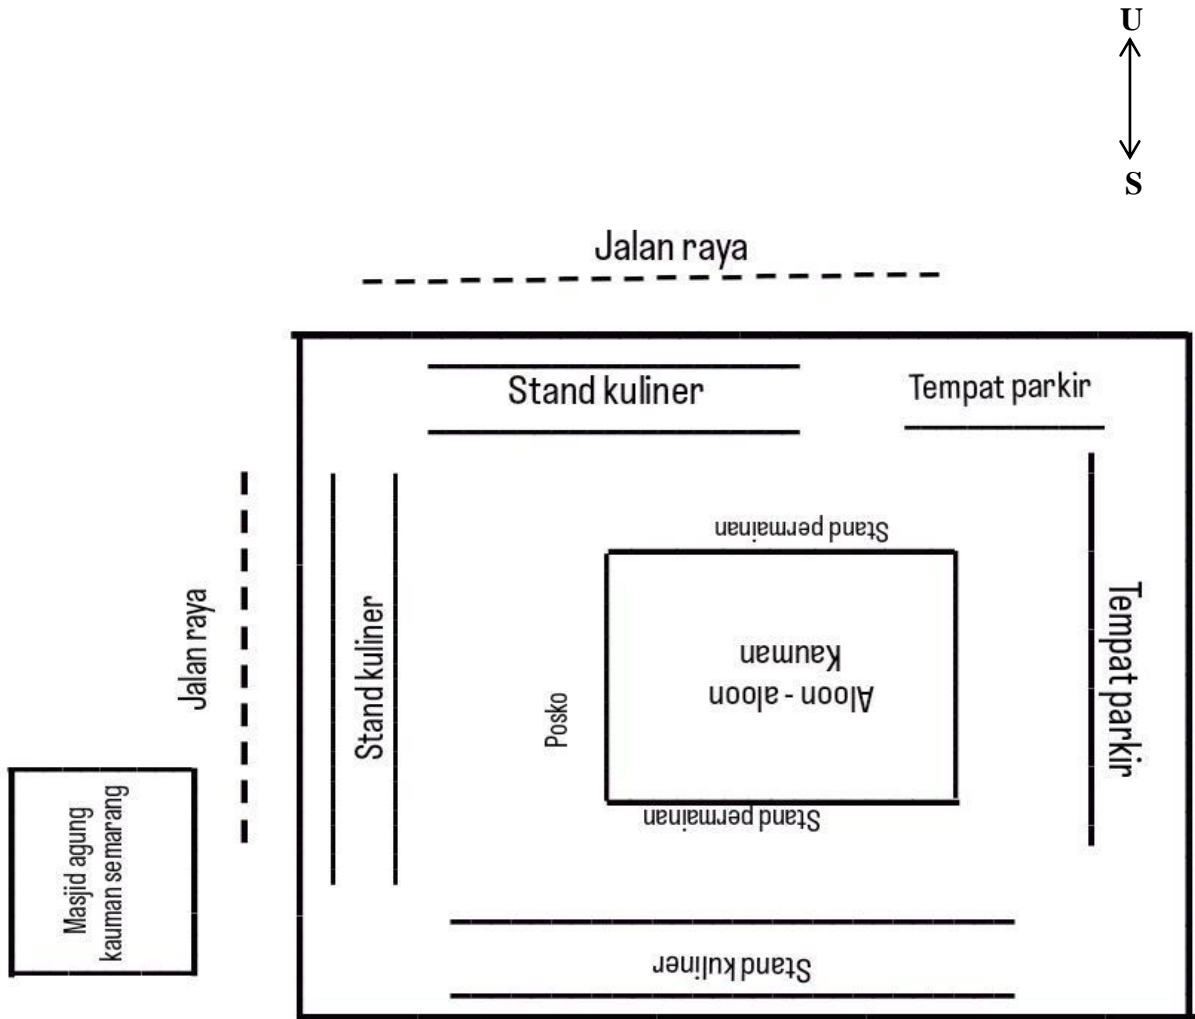 U
S
Jalan raya
Stand kuliner
Tempat parkir
Stand permainan
Jalan raya
Stand kuliner
Posko
Aloon - aloon
Kauman
Tempat parkir
Stand permainan
Masjid agung
kauman semarang
Stand kuliner